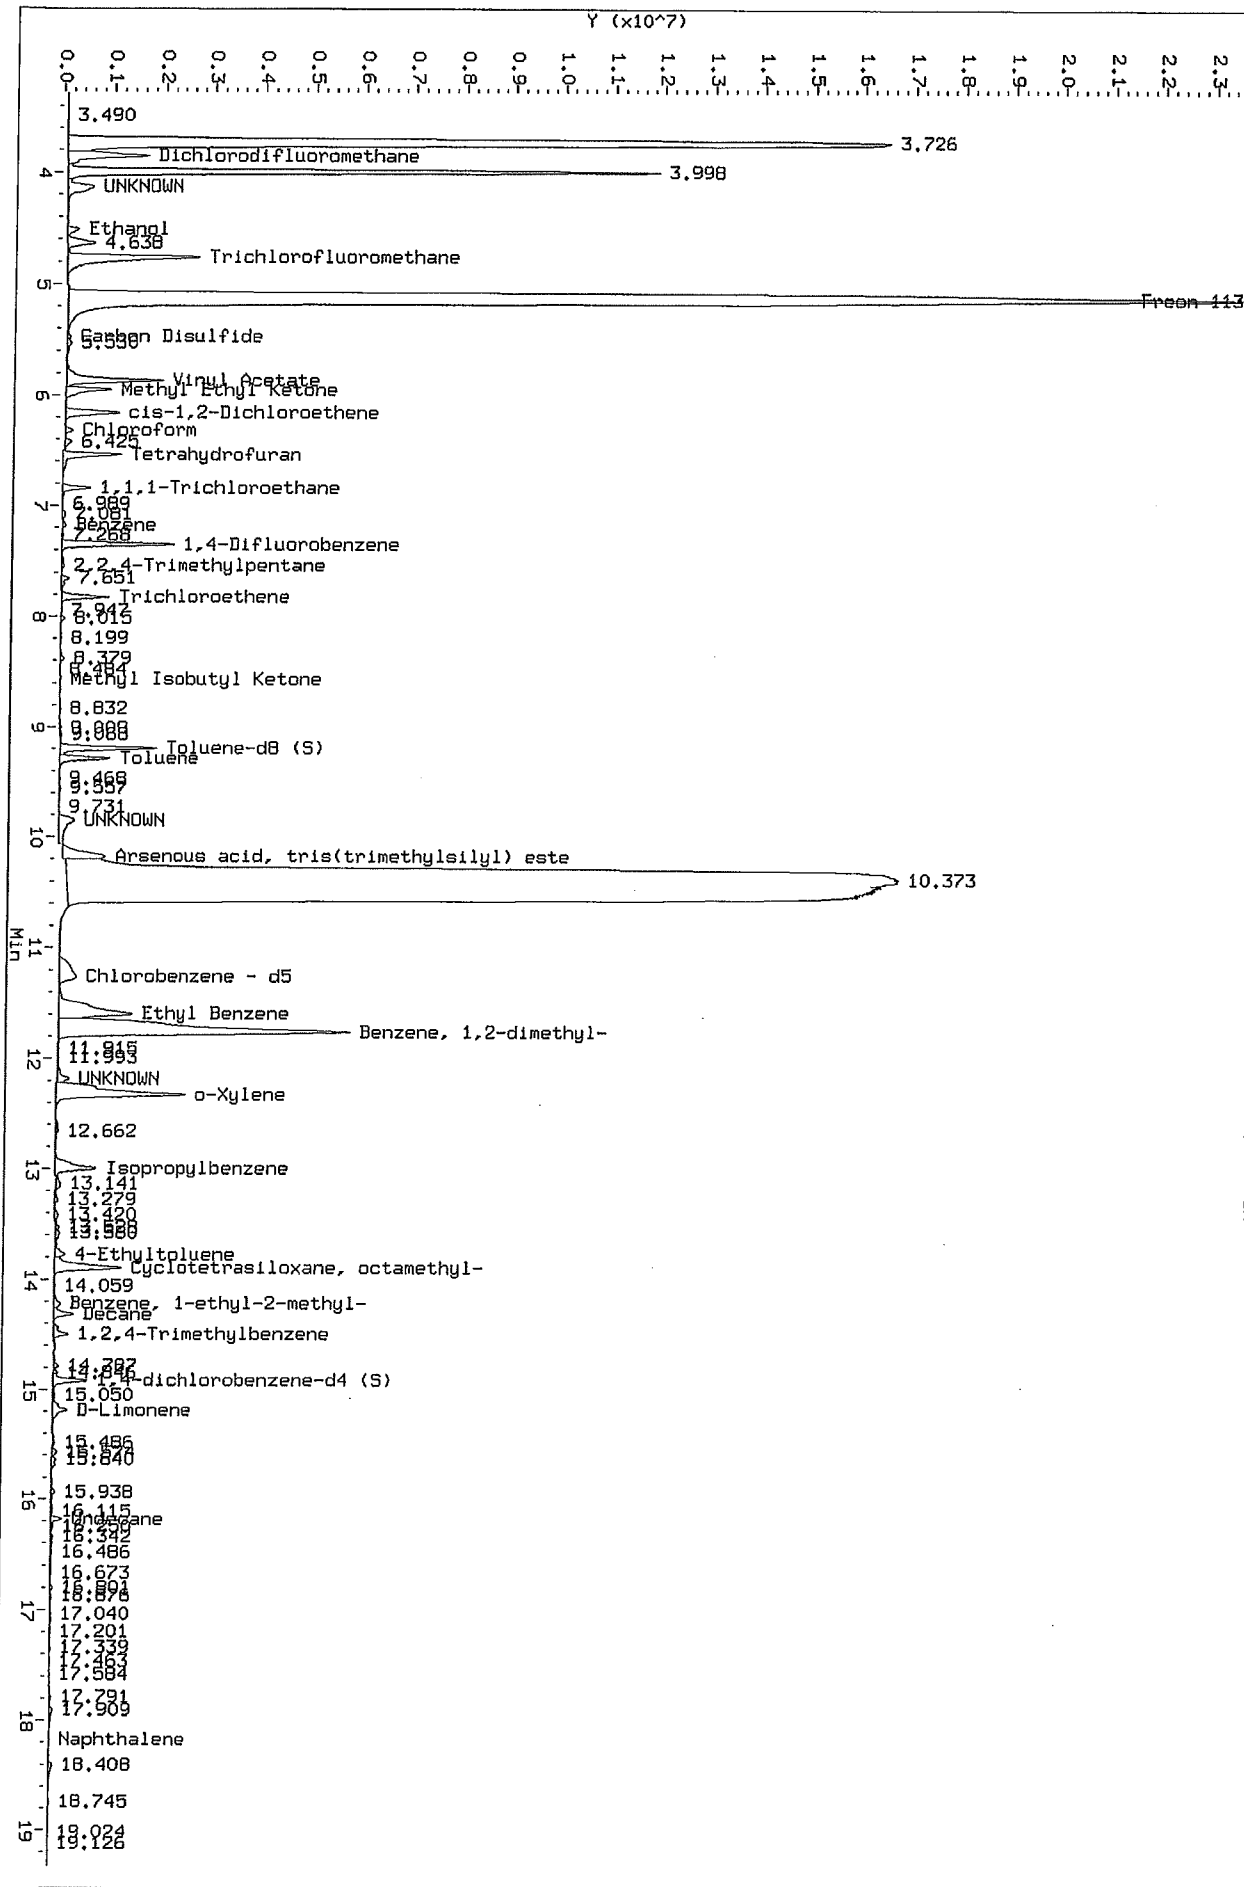 Y (x10^7)
0.0
0.1
0.2
0.3
0.4
0.5
0.6
0.7
0.8
0.9
1.0
1.1
1.2
1.3
1.4
1.5
1.6
1.7
1.8
1.9
2.0
2.1
2.2
2.3
3.490
3.726
Dichlorodifluoromethane
3.998
4
UNKNOWN
Ethanol
4.638
Trichlorofluoromethane
5
Freon 113
Carbon Disulfide
5.530
Vinyl Acetate
Methyl Ethyl Ketone
6
cis-1,2-Dichloroethene
Chloroform
6.425
Tetrahydrofuran
1,1,1-Trichloroethane
6.989
7
7.081
Benzene
7.268
1,4-Difluorobenzene
2,2,4-Trimethylpentane
7.651
Trichloroethene
7.947
8
8.015
8.199
8.379
8.484
Methyl Isobutyl Ketone
8.832
9
9.068
Toluene-d8 (S)
Toluene
9.468
9.557
9.731
UNKNOWN
10
Arsenous acid, tris(trimethylsilyl) este
10.373
11
Min
Chlorobenzene - d5
Ethyl Benzene
Benzene, 1,2-dimethyl-
11.915
11.993
12
UNKNOWN
o-Xylene
12.662
13
Isopropylbenzene
13.141
13.279
13.420
13.580
4-Ethyltoluene
Cyclotetrasiloxane, octamethyl-
14
14.059
Benzene, 1-ethyl-2-methyl-
Decane
1,2,4-Trimethylbenzene
14.846
1,4-dichlorobenzene-d4 (S)
15
15.050
D-Limonene
15.486
15.640
15.938
16
16.115
Undecane
16.250
16.342
16.486
16.673
16.801
16.876
17
17.040
17.201
17.339
17.463
17.584
17.791
17.909
18
Naphthalene
18.408
18.745
19
19.024
19.126